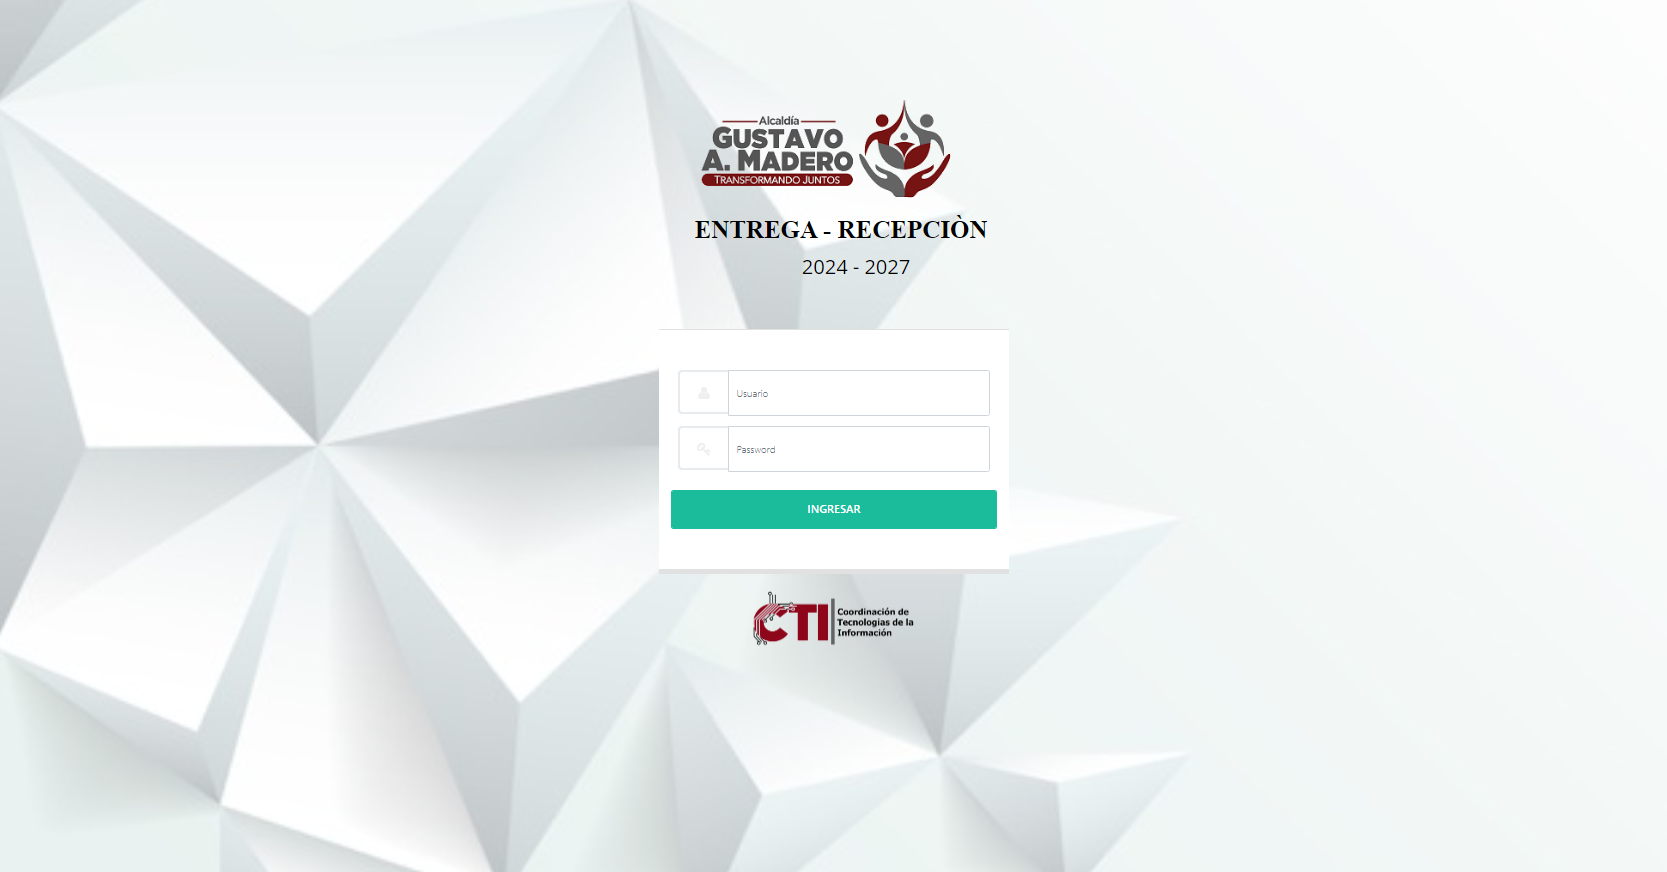 Alcaldía
GUSTAVO
A. MADERO
TRANSFORMANDO JUNTOS
ENTREGA - RECEPCIÒN
2024 - 2027
Usuario
Password
INGRESAR
CTI
Coordinación de
Tecnologías de la
Información